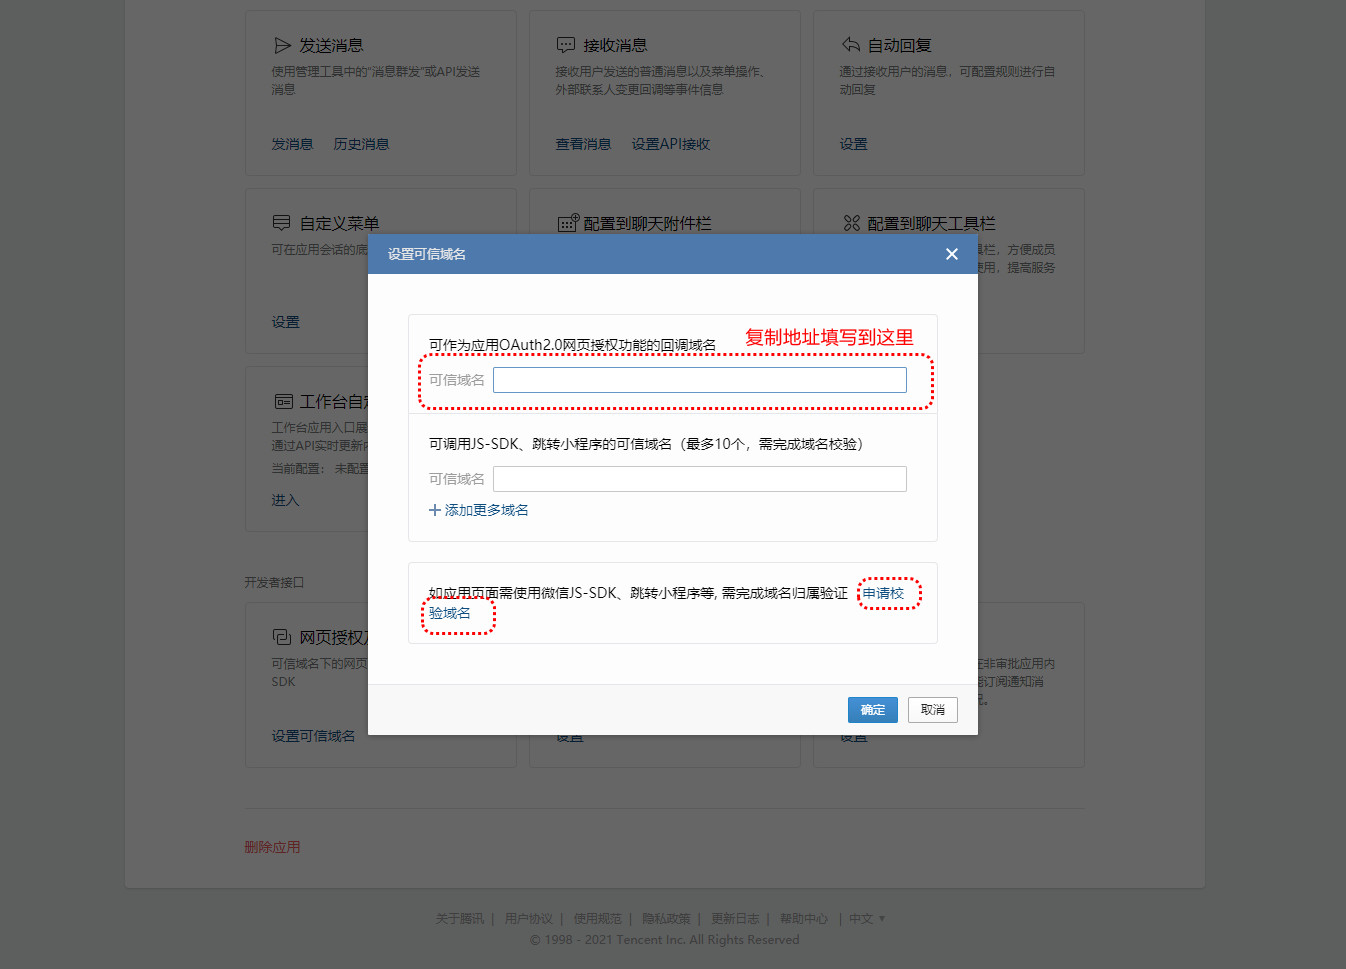 发送消息
使用管理工具中的“消息群发”或API发送
消息
发消息 历史消息
接收消息
接收用户发送的普通消息以及菜单操作、
外部联系人变更回调等事件信息
查看消息 设置API接收
自动回复
通过接收用户的消息，可配置规则进行自
动回复
设置
自定义菜单
可在应用会话的底
设置
配置到聊天附件栏
配置到聊天工具栏
栏，方便成员
使用，提高服务
设置可信域名
可作为应用OAuth2.0网页授权功能的回调域名
复制地址填写到这里
可信域名
可调用JS-SDK、跳转小程序的可信域名（最多10个，需完成域名校验）
可信域名
添加更多域名
如应用页面需使用微信JS-SDK、跳转小程序等, 需完成域名归属验证 申请校
验域名
确定 取消
工作台自定
工作台应用入口展
通过API实时更新内
当前配置： 未配置
进入
开发者接口
网页授权及
可信域名下的网页
SDK
设置可信域名
设置
非审批应用内
订阅通知消
设置
删除应用
关于腾讯 | 用户协议 | 使用规范 | 隐私政策 | 更新日志 | 帮助中心 | 中文
© 1998 - 2021 Tencent Inc. All Rights Reserved